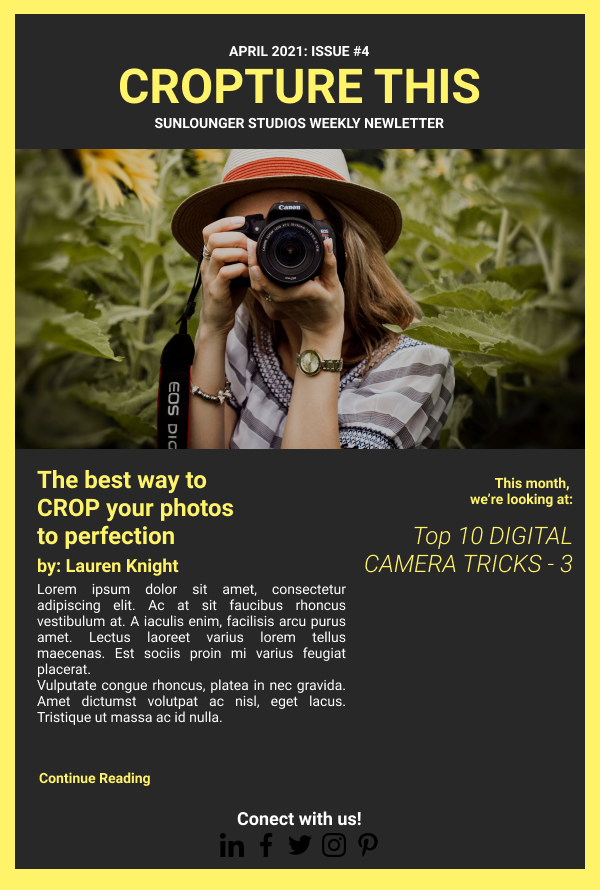 APRIL 2021: ISSUE #4
CROPTURE THIS
SUNLOUNGER STUDIOS WEEKLY NEWLETTER
Canon
EOS
EOS DIG
The best way to
CROP your photos
to perfection
by: Lauren Knight
Lorem ipsum dolor sit amet, consectetur
adipiscing elit. Ac at sit faucibus rhoncus
vestibulum at. A iaculis enim, facilisis arcu purus
amet. Lectus laoreet varius lorem tellus
maecenas. Est sociis proin mi varius feugiat
placerat.
Vulputate congue rhoncus, platea in nec gravida.
Amet dictumst volutpat ac nisl, eget lacus.
Tristique ut massa ac id nulla.
Continue Reading
This month,
we're looking at:
Top 10 DIGITAL
CAMERA TRICKS - 3
Conect with us!